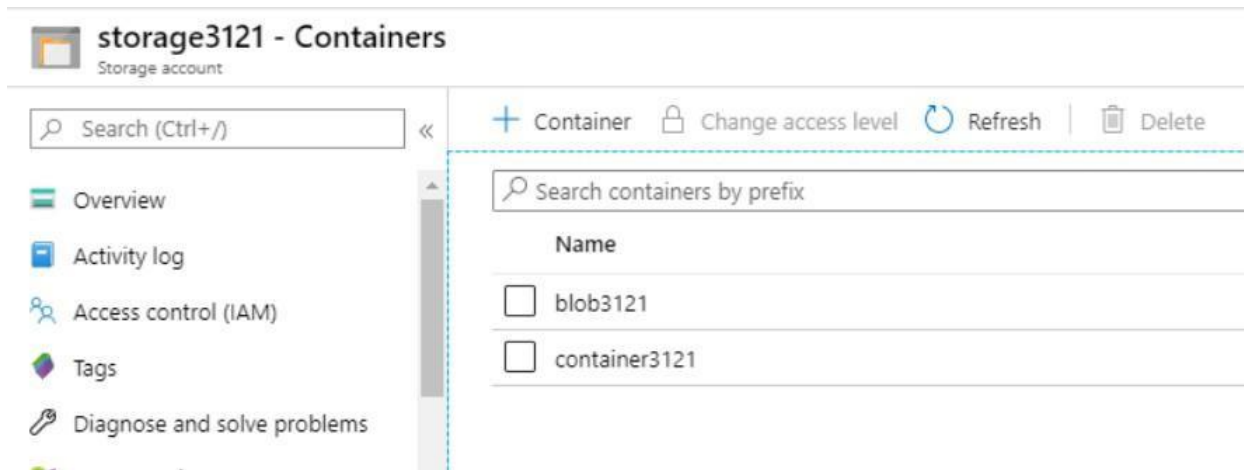 storage3121 - Containers
Storage account
Search (Ctrl+/)
«
Overview
Activity log
Access control (IAM)
Tags
Diagnose and solve problems
+ Container Change access level Refresh Delete
Search containers by prefix
Name
blob3121
container3121